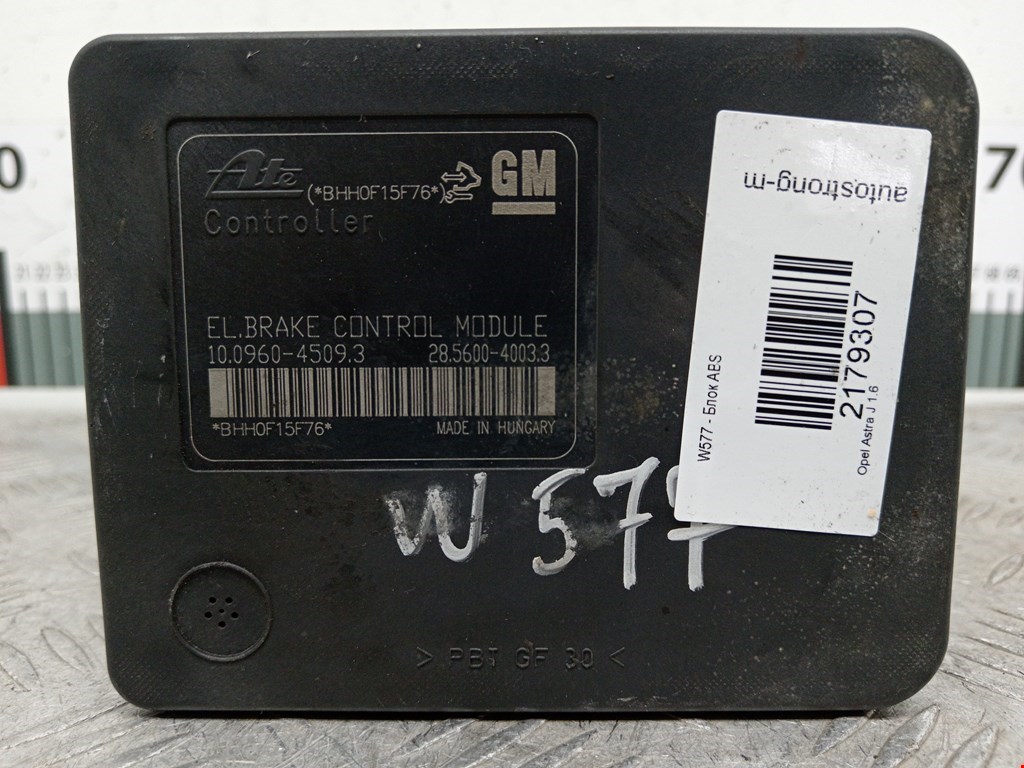 Ate
(*BHH0F15F76*)
GM
Controller
EL.BRAKE CONTROL MODULE
10.0960-4509.3 28.5600-4003.3
*BHH0F15F76* MADE IN HUNGARY
W 577
> PBT GF 30 <
autostrong-m
2179307
W577 - Блок ABS
Opel Astra J 1.6